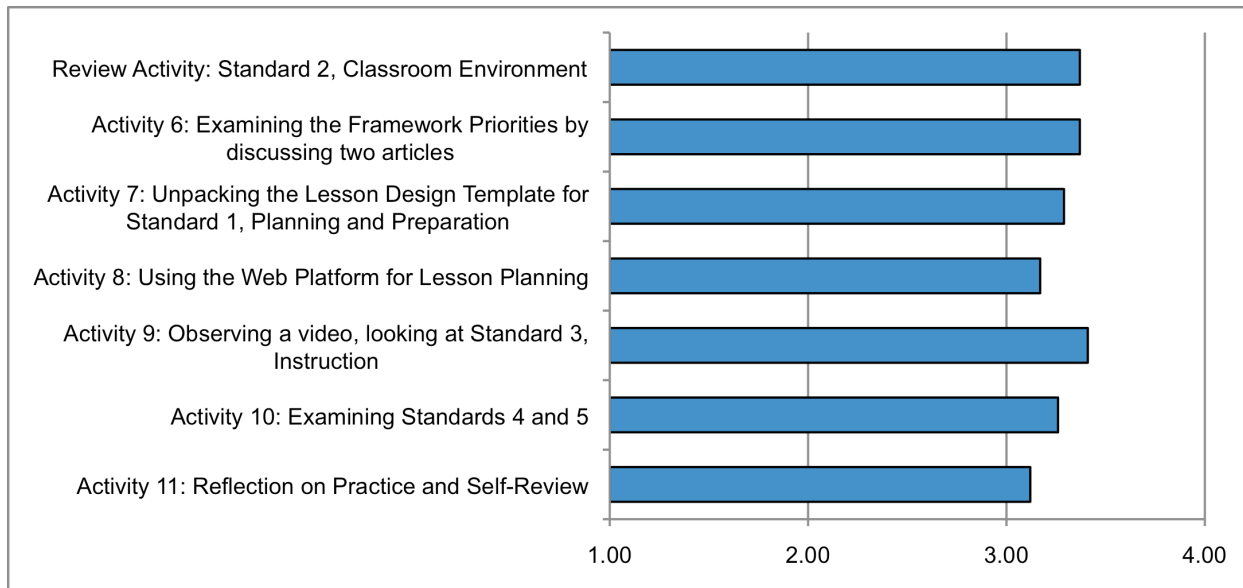 Review Activity: Standard 2, Classroom Environment
Activity 6: Examining the Framework Priorities by
discussing two articles
Activity 7: Unpacking the Lesson Design Template for
Standard 1, Planning and Preparation
Activity 8: Using the Web Platform for Lesson Planning
Activity 9: Observing a video, looking at Standard 3,
Instruction
Activity 10: Examining Standards 4 and 5
Activity 11: Reflection on Practice and Self-Review
1.00 2.00 3.00 4.00